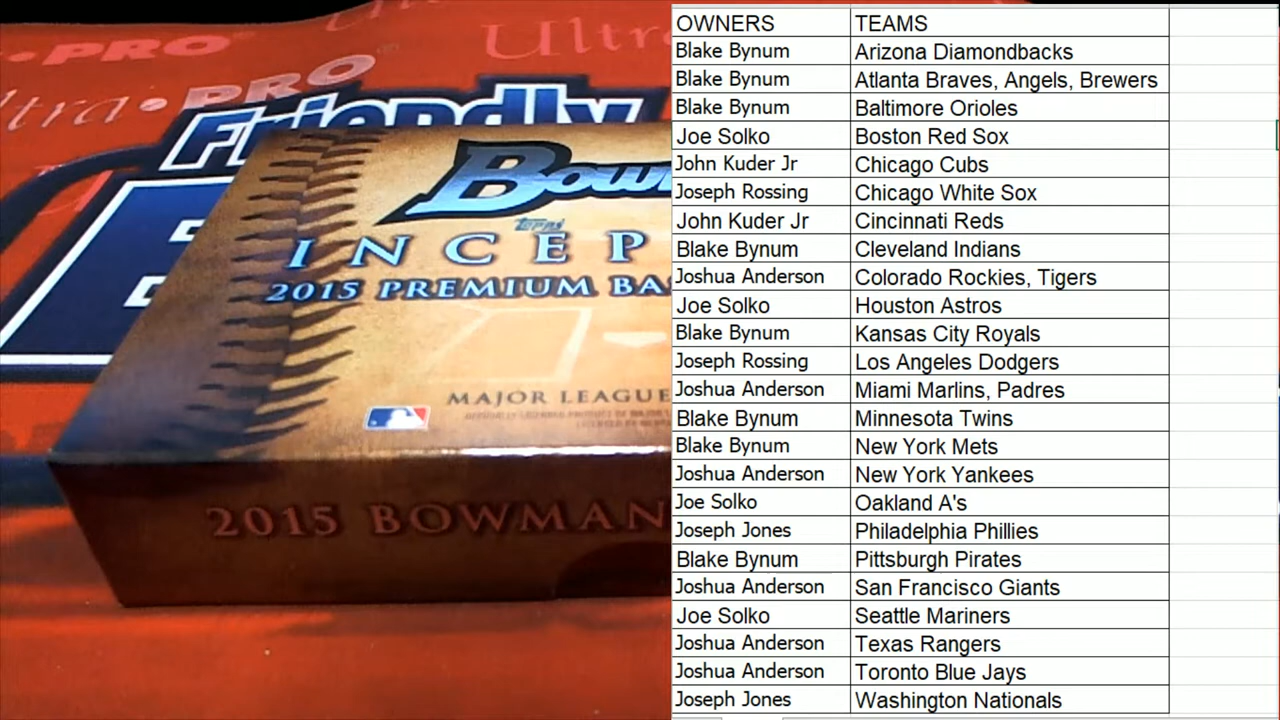 PRO
Ultr
ltra PRO
Friendly
Bow
Topps
INCEP
2015 PREMIUM BA
MAJOR LEAGUE
2015 BOWMAN
OWNERS TEAMS
Blake Bynum Arizona Diamondbacks
Blake Bynum Atlanta Braves, Angels, Brewers
Blake Bynum Baltimore Orioles
Joe Solko Boston Red Sox
John Kuder Jr Chicago Cubs
Joseph Rossing Chicago White Sox
John Kuder Jr Cincinnati Reds
Blake Bynum Cleveland Indians
Joshua Anderson Colorado Rockies, Tigers
Joe Solko Houston Astros
Blake Bynum Kansas City Royals
Joseph Rossing Los Angeles Dodgers
Joshua Anderson Miami Marlins, Padres
Blake Bynum Minnesota Twins
Blake Bynum New York Mets
Joshua Anderson New York Yankees
Joe Solko Oakland A's
Joseph Jones Philadelphia Phillies
Blake Bynum Pittsburgh Pirates
Joshua Anderson San Francisco Giants
Joe Solko Seattle Mariners
Joshua Anderson Texas Rangers
Joshua Anderson Toronto Blue Jays
Joseph Jones Washington Nationals